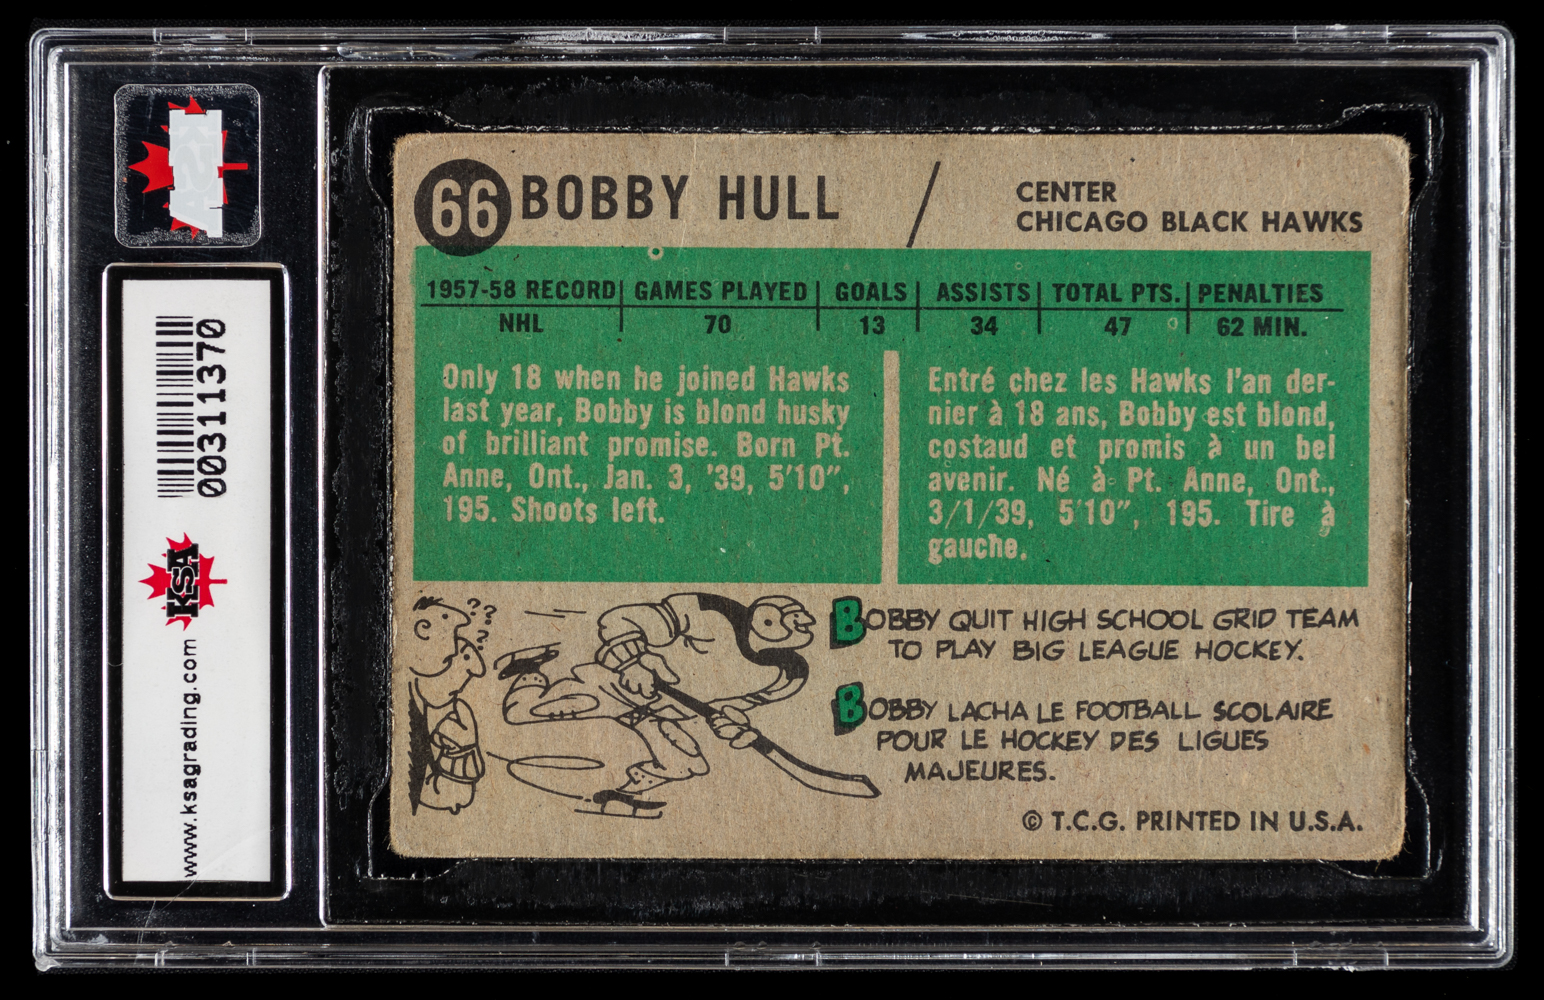 66 BOBBY HULL / CENTER
CHICAGO BLACK HAWKS
1957-58 RECORD GAMES PLAYED GOALS ASSISTS TOTAL PTS. PENALTIES
NHL 70 13 34 47 62 MIN.
Only 18 when he joined Hawks
last year, Bobby is blond husky
of brilliant promise. Born Pt.
Anne, Ont., Jan. 3, '39, 5'10",
195. Shoots left.
Entré chez les Hawks l'an der-
nier à 18 ans, Bobby est blond,
costaud et promis à un bel
avenir. Né à Pt. Anne, Ont.,
3/1/39, 5'10", 195. Tire à
gauche.
???
?
BOBBY QUIT HIGH SCHOOL GRID TEAM
TO PLAY BIG LEAGUE HOCKEY.
BOBBY LACHA LE FOOTBALL SCOLAIRE
POUR LE HOCKEY DES LIGUES
MAJEURES.
© T.C.G. PRINTED IN U.S.A.
00311370
KSA
www.ksagrading.com